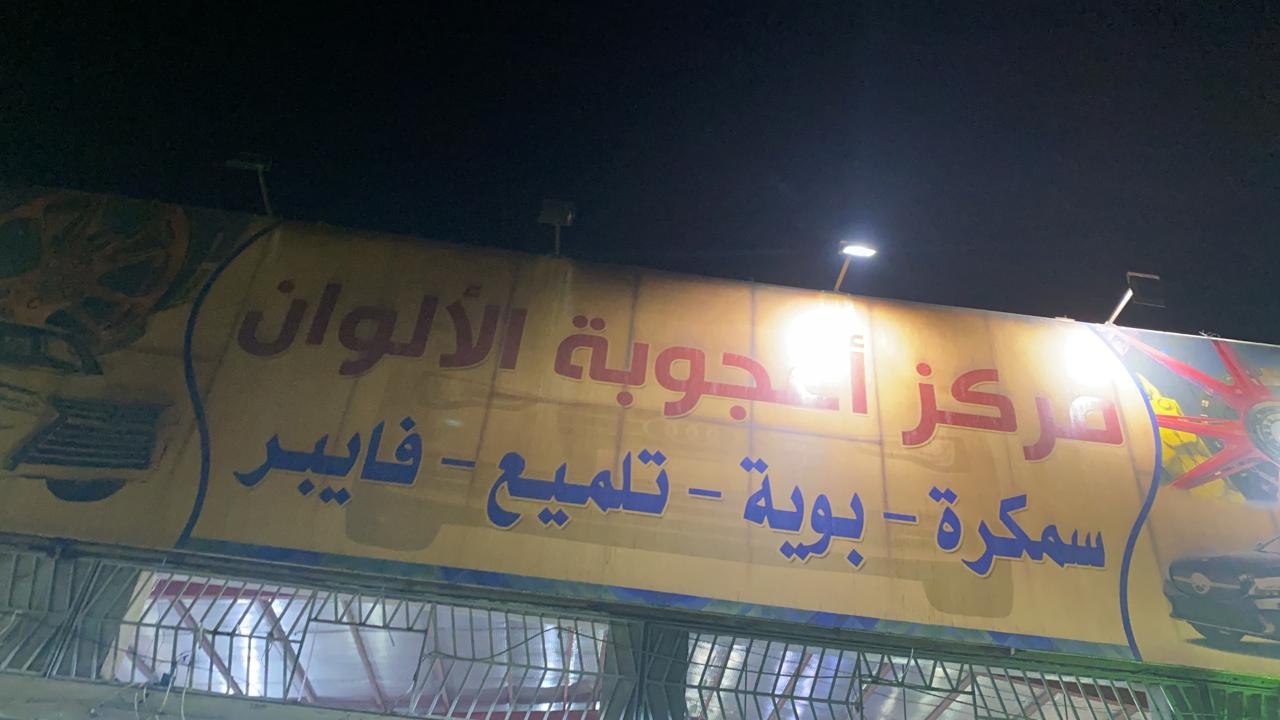 مركز أعجوبة الألوان
سمكرة - بوية - تلميع - فايبر